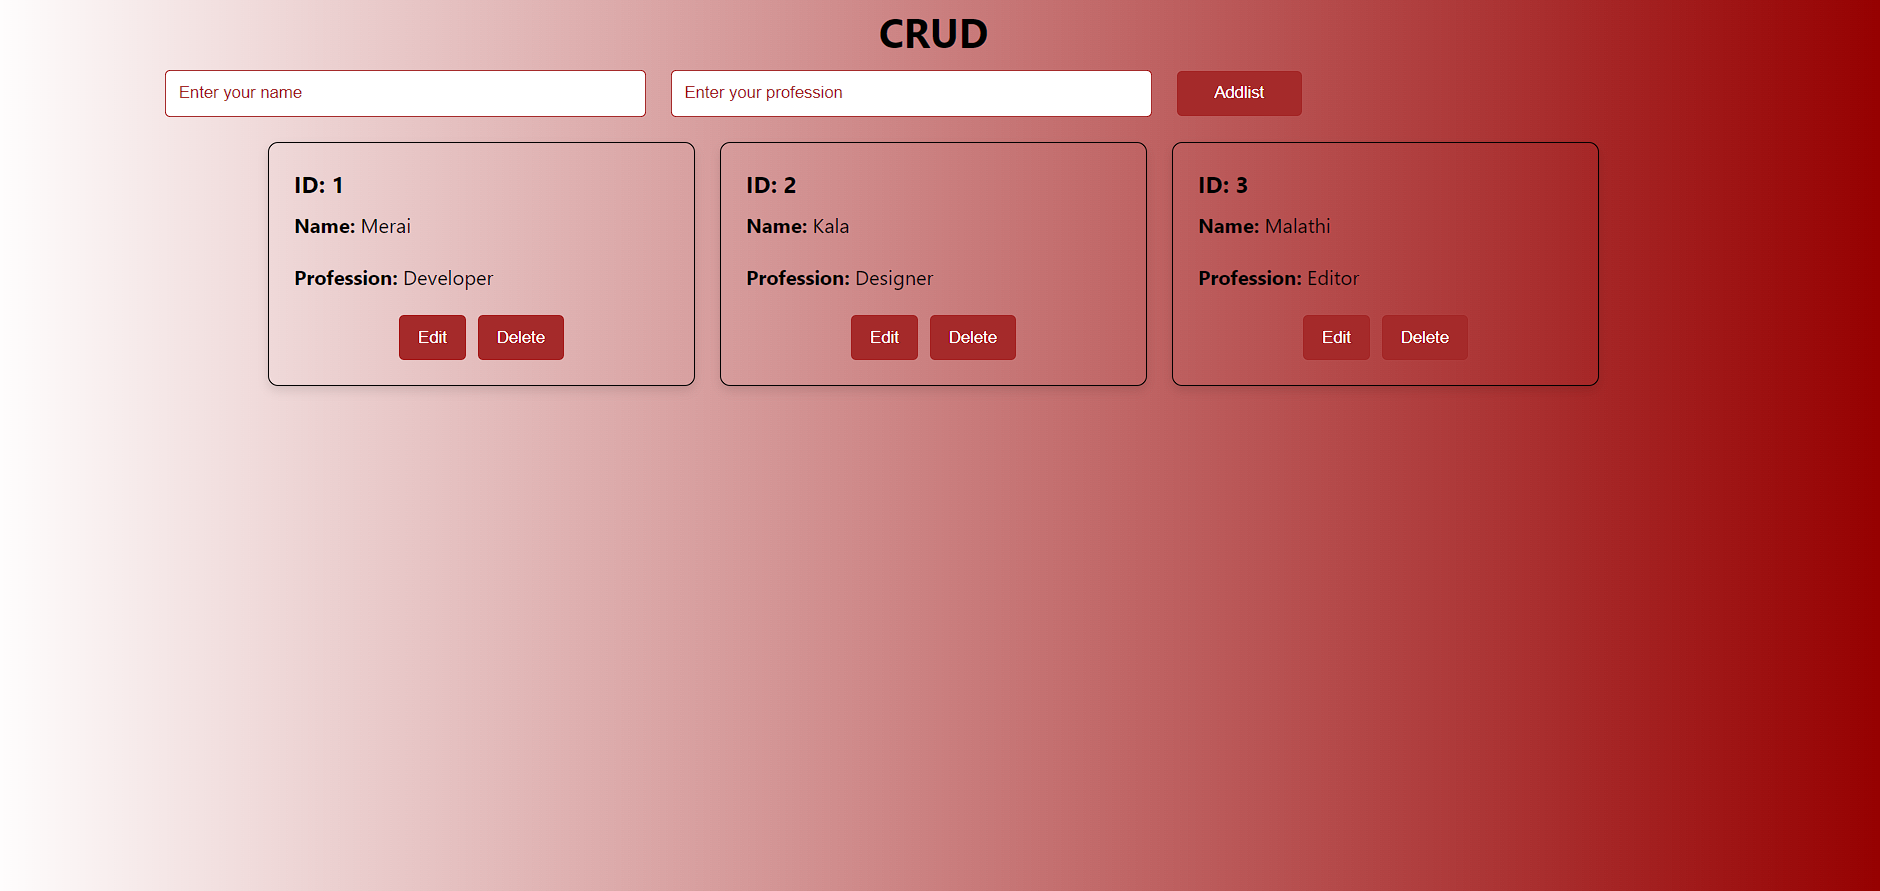 CRUD
Enter your name
Enter your profession
Addlist
ID: 1
Name: Merai
Profession: Developer
Edit
Delete
ID: 2
Name: Kala
Profession: Designer
Edit
Delete
ID: 3
Name: Malathi
Profession: Editor
Edit
Delete